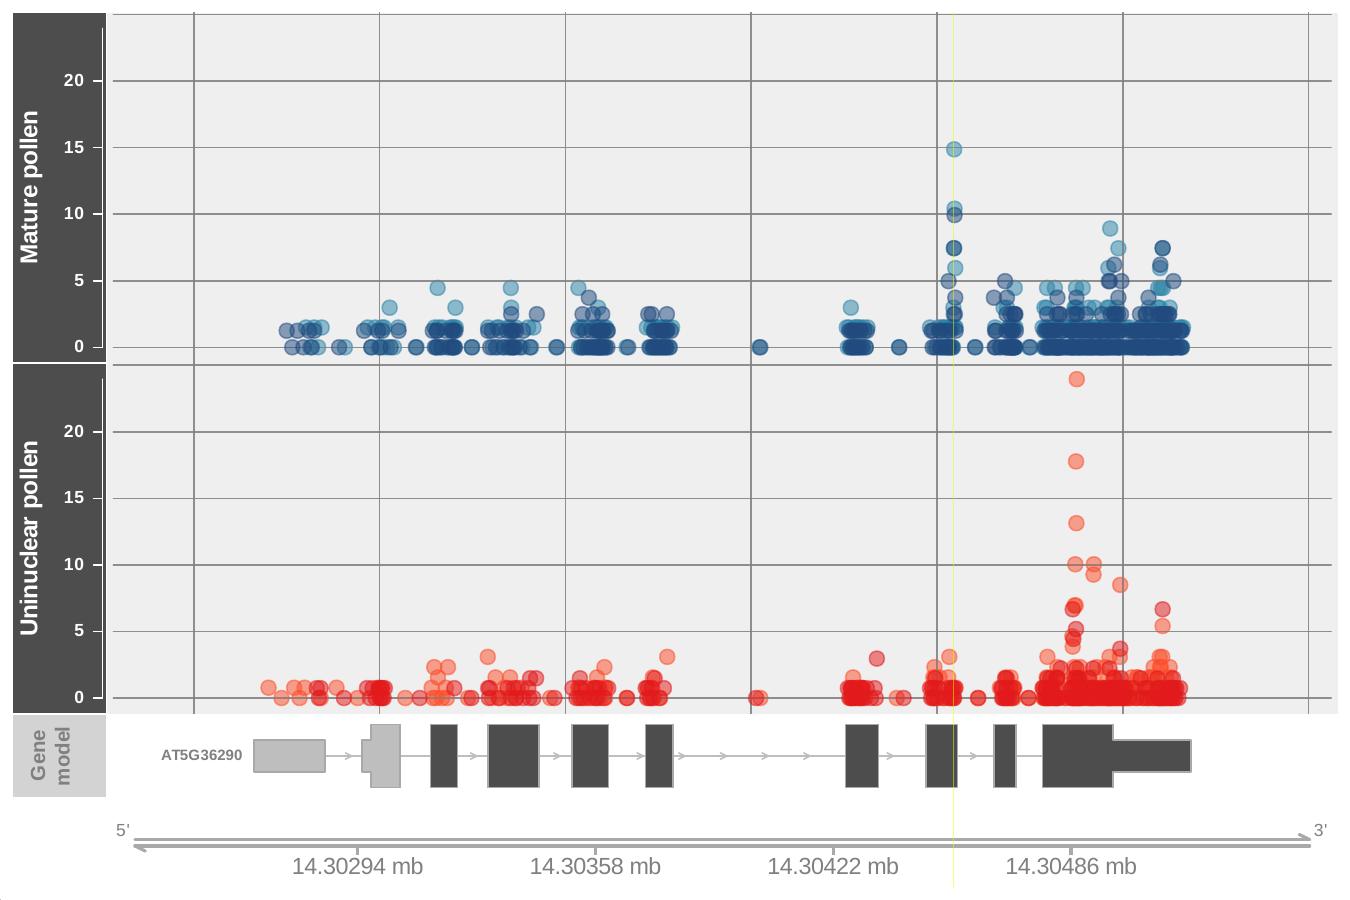 Mature pollen
20
15
10
5
0
Uninuclear pollen
20
15
10
5
0
Gene
model
AT5G36290
5'
3'
14.30294 mb
14.30358 mb
14.30422 mb
14.30486 mb